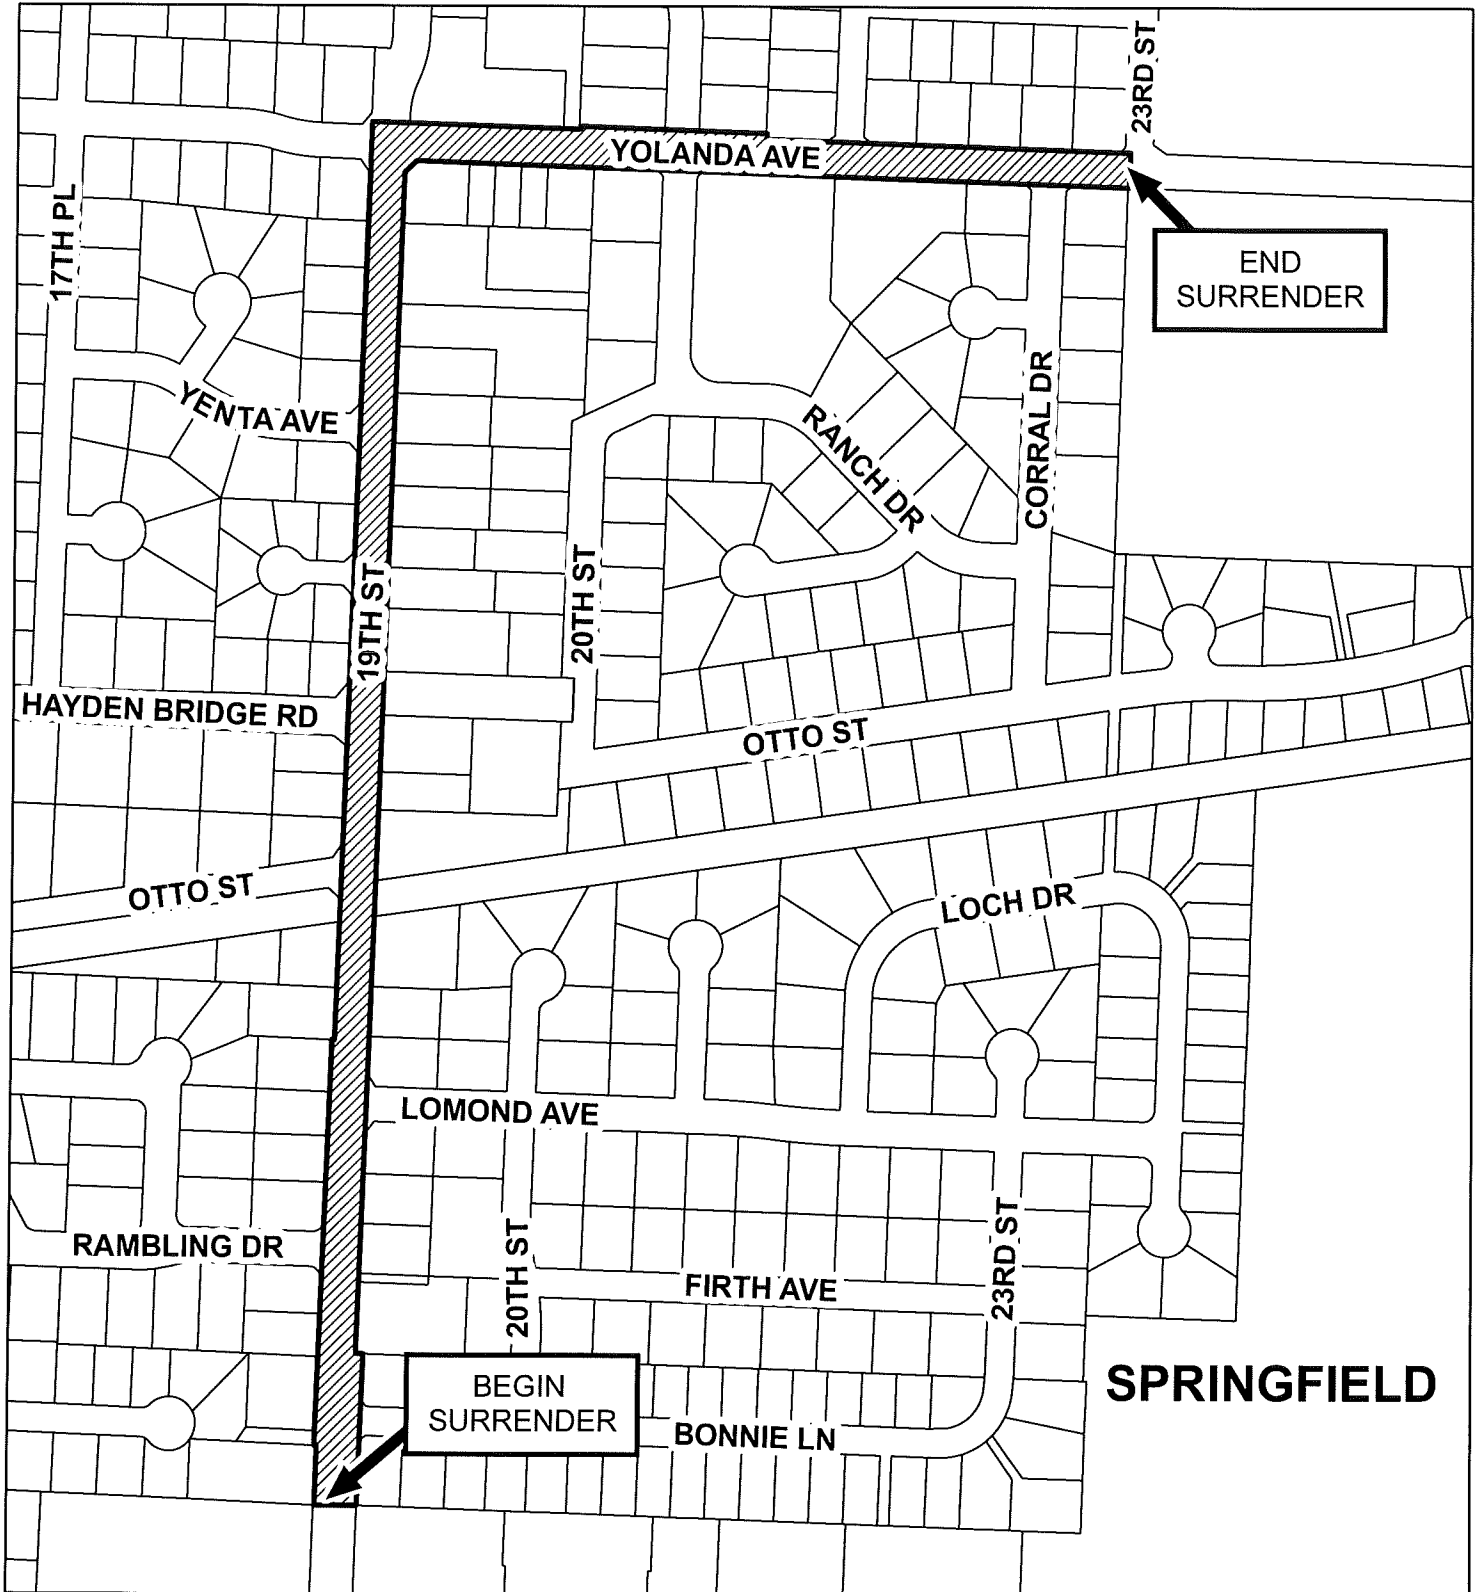 23RD ST
YOLANDA AVE
17TH PL
END
SURRENDER
YENTA AVE
RANCH DR
CORRAL DR
19TH ST
20TH ST
HAYDEN BRIDGE RD
OTTO ST
OTTO ST
LOCH DR
LOMOND AVE
RAMBLING DR
20TH ST
FIRTH AVE
23RD ST
BEGIN
SURRENDER
SPRINGFIELD
BONNIE LN